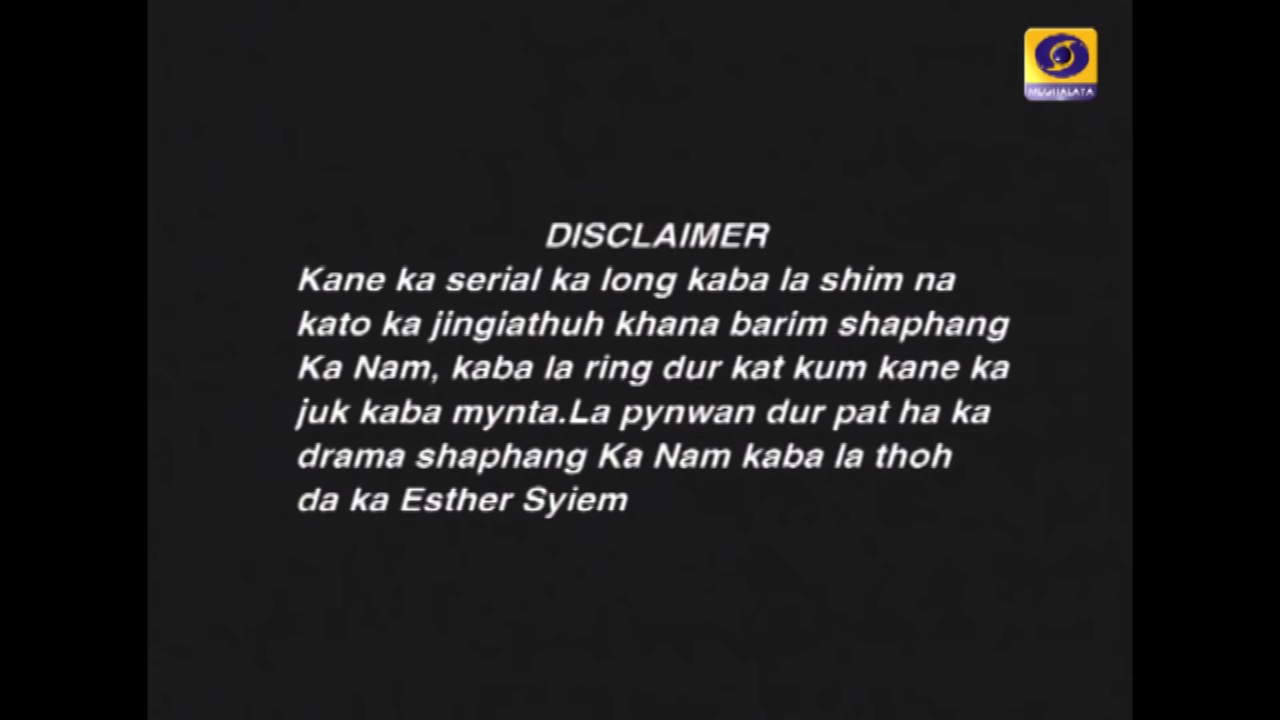 MEGHALAYA
DISCLAIMER
Kane ka serial ka long kaba la shim na
kato ka jingiathuh khana barim shaphang
Ka Nam, kaba la ring dur kat kum kane ka
juk kaba mynta.La pynwan dur pat ha ka
drama shaphang Ka Nam kaba la thoh
da ka Esther Syiem